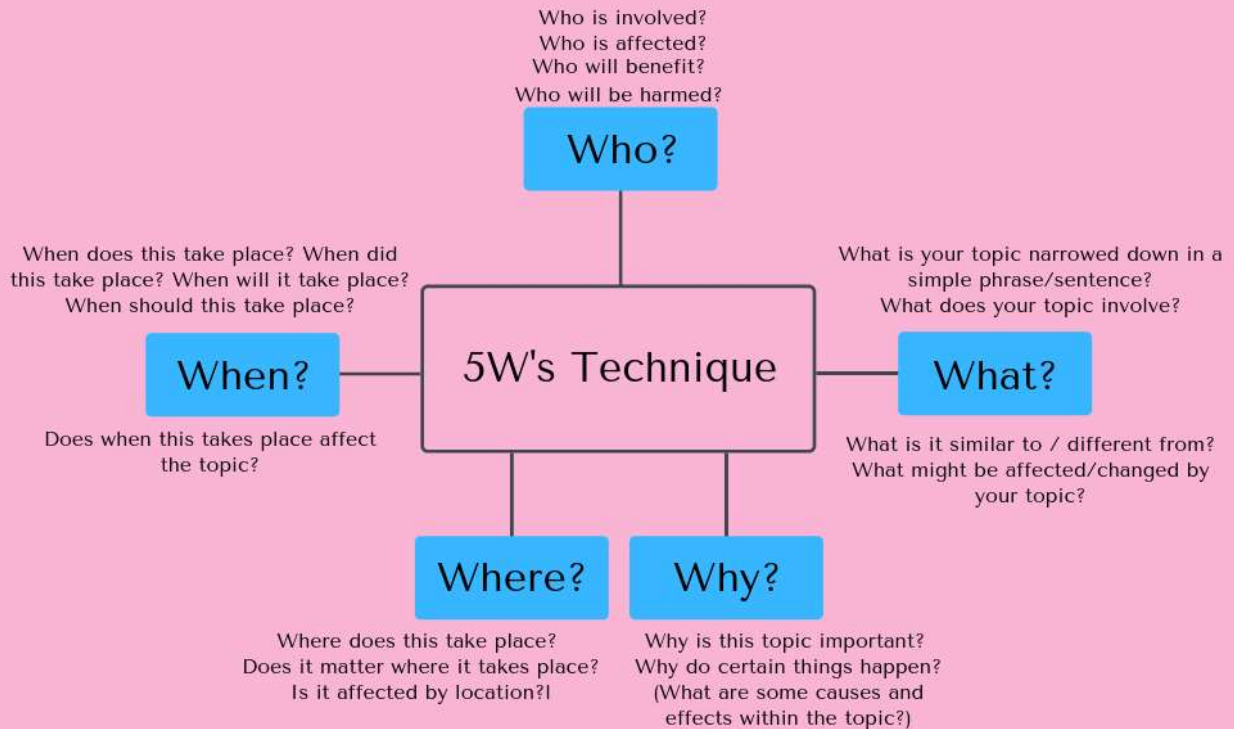 Who is involved?
Who is affected?
Who will benefit?
Who will be harmed?
Who?
When does this take place? When did
this take place? When will it take place?
When should this take place?
When?
Does when this takes place affect
the topic?
5W's Technique
What is your topic narrowed down in a
simple phrase/sentence?
What does your topic involve?
What?
What is it similar to / different from?
What might be affected/changed by
your topic?
Where?
Where does this take place?
Does it matter where it takes place?
Is it affected by location?l
Why?
Why is this topic important?
Why do certain things happen?
(What are some causes and
effects within the topic?)